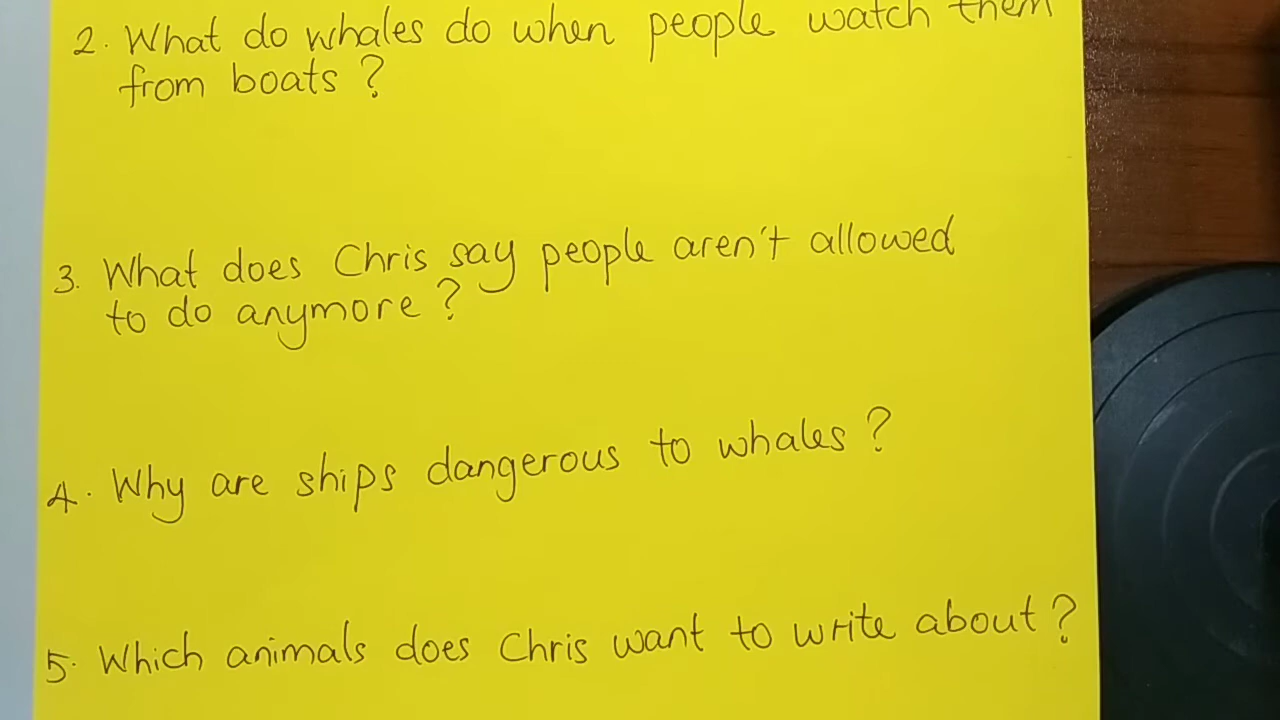 2. What do whales do when people watch them
from boats ?
3. What does Chris say people aren't allowed
to do anymore ?
4. Why are ships dangerous to whales ?
5. Which animals does Chris want to write about ?